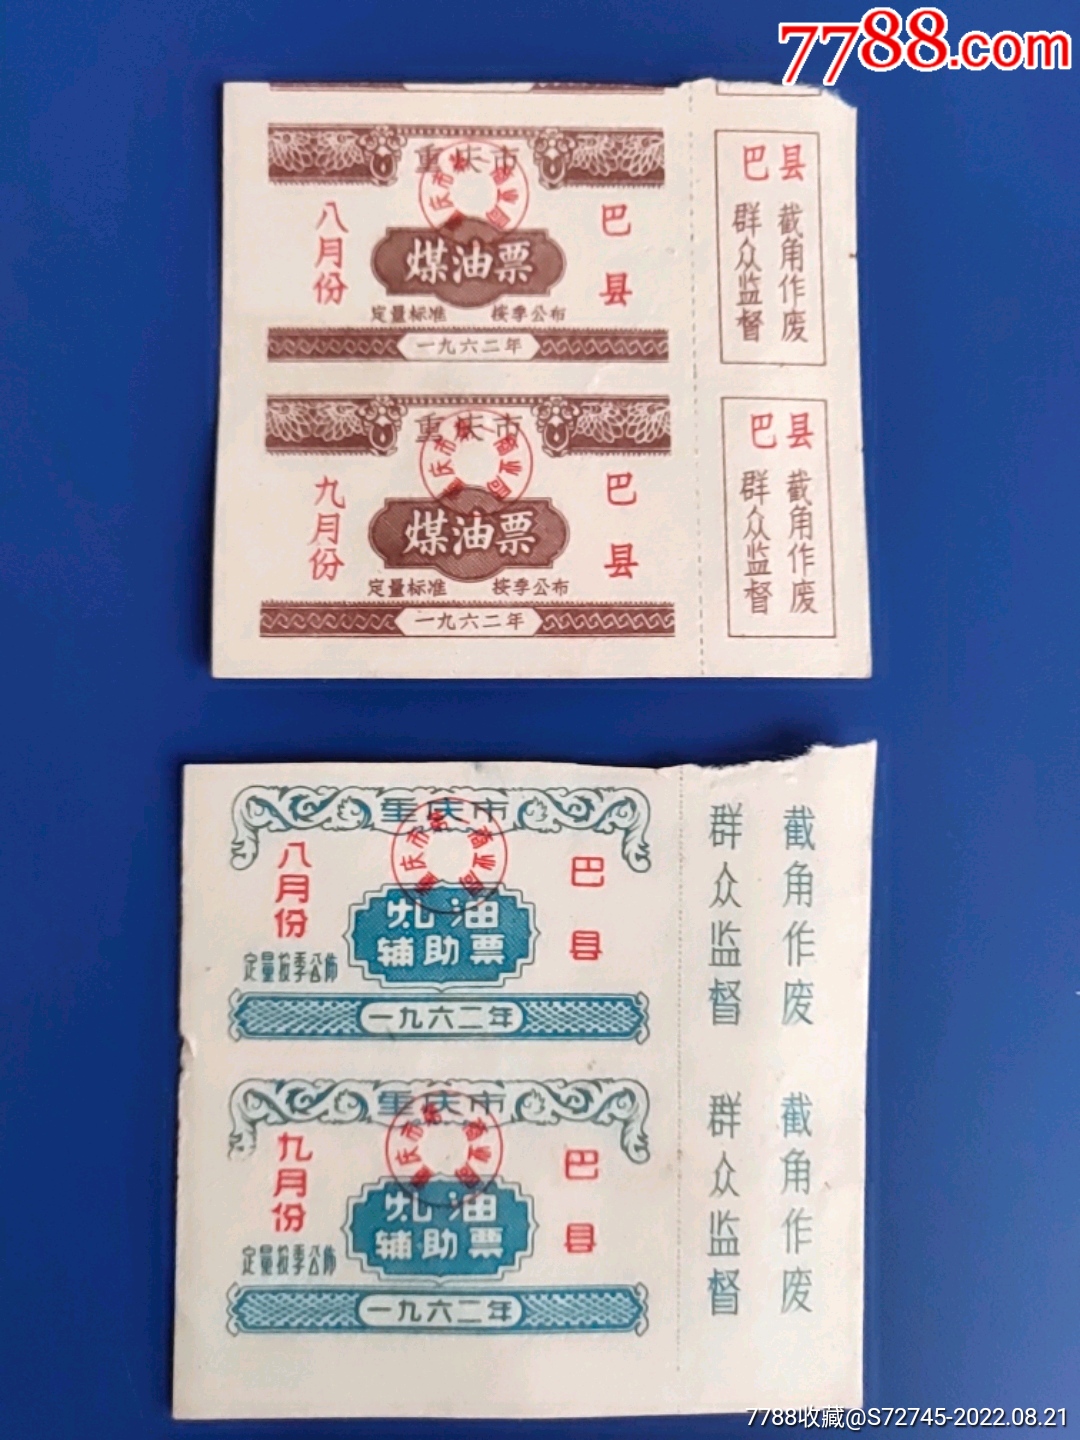 7788.com
重庆市
八月份
煤油票
巴县
定量标准 按季公布
一九六二年
巴县
截角作废
群众监督
重庆市
九月份
煤油票
巴县
定量标准 按季公布
一九六二年
巴县
截角作废
群众监督
重庆市
八月份
油
辅助票
巴县
定量按季公佈
一九六二年
截角作废
群众监督
重庆市
九月份
油
辅助票
巴县
定量按季公佈
一九六二年
截角作废
群众监督
7788收藏@S72745-2022.08.21